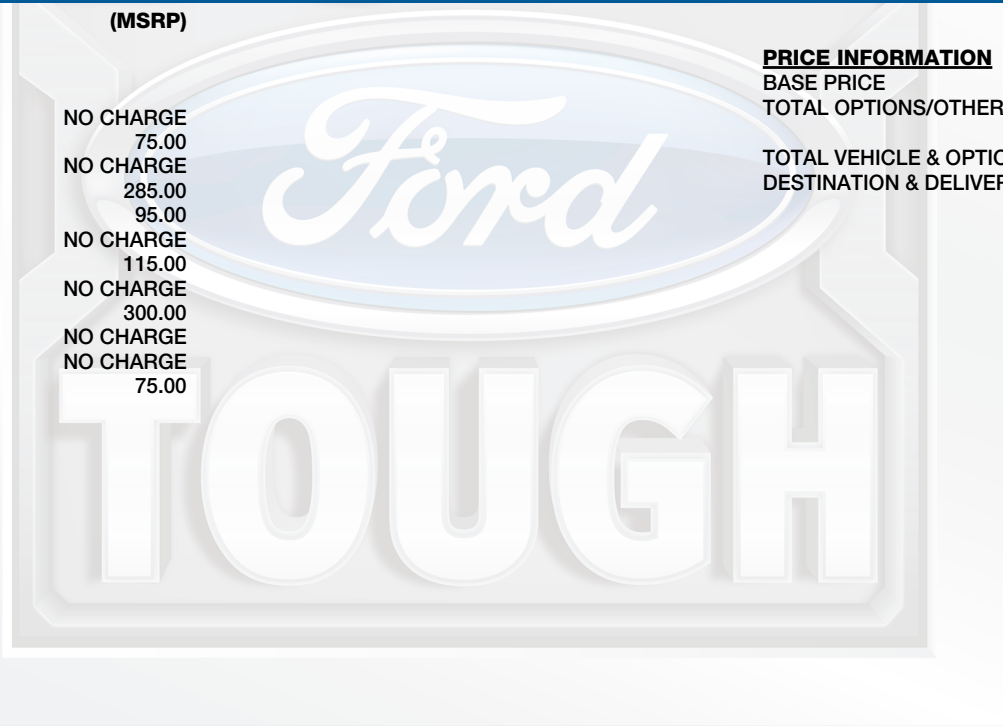 (MSRP)
NO CHARGE
75.00
NO CHARGE
285.00
95.00
NO CHARGE
115.00
NO CHARGE
300.00
NO CHARGE
NO CHARGE
75.00
PRICE INFORMATION
BASE PRICE
TOTAL OPTIONS/OTHER
TOTAL VEHICLE & OPTIO
DESTINATION & DELIVER
Ford
TOUGH